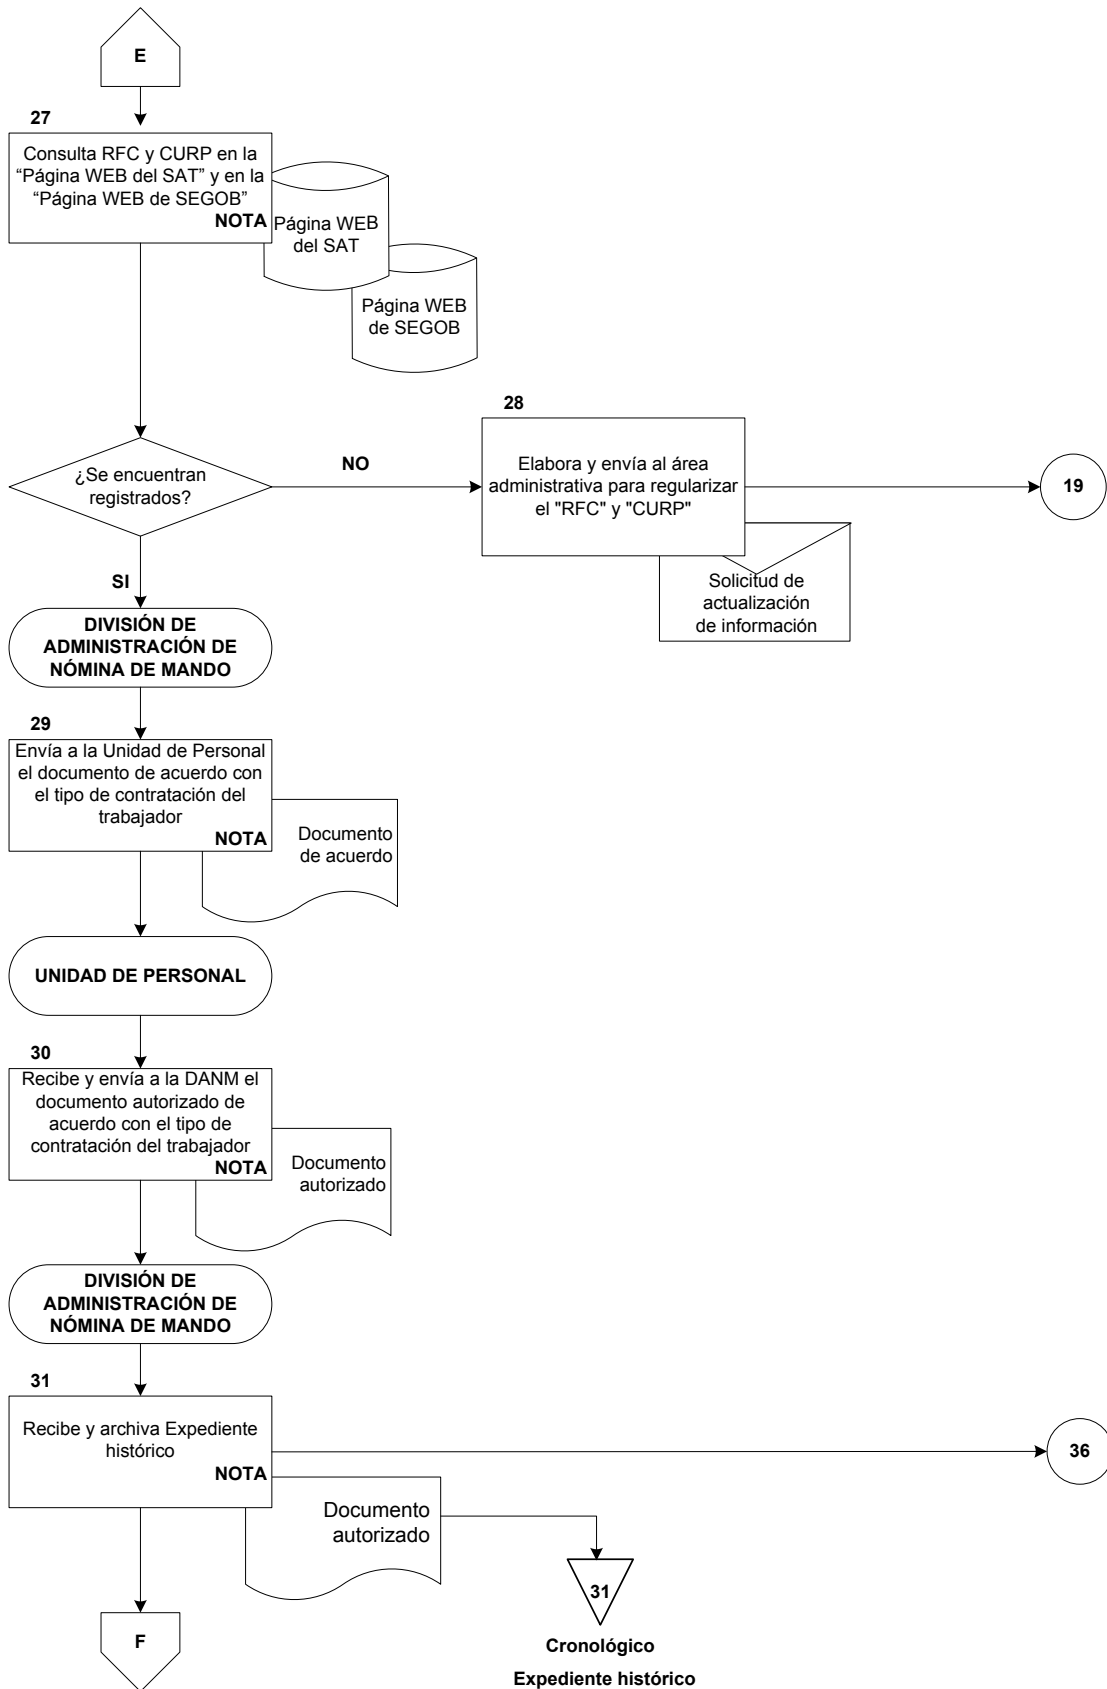 E
27
Consulta RFC y CURP en la
“Página WEB del SAT” y en la
“Página WEB de SEGOB”
NOTA
Página WEB
del SAT
Página WEB
de SEGOB
¿Se encuentran
registrados?
NO
28
Elabora y envía al área
administrativa para regularizar
el "RFC" y "CURP"
19
Solicitud de
actualización
de información
SI
DIVISIÓN DE
ADMINISTRACIÓN DE
NÓMINA DE MANDO
29
Envía a la Unidad de Personal
el documento de acuerdo con
el tipo de contratación del
trabajador
NOTA
Documento
de acuerdo
UNIDAD DE PERSONAL
30
Recibe y envía a la DANM el
documento autorizado de
acuerdo con el tipo de
contratación del trabajador
NOTA
Documento
autorizado
DIVISIÓN DE
ADMINISTRACIÓN DE
NÓMINA DE MANDO
31
Recibe y archiva Expediente
histórico
NOTA
36
Documento
autorizado
31
Cronológico
Expediente histórico
F